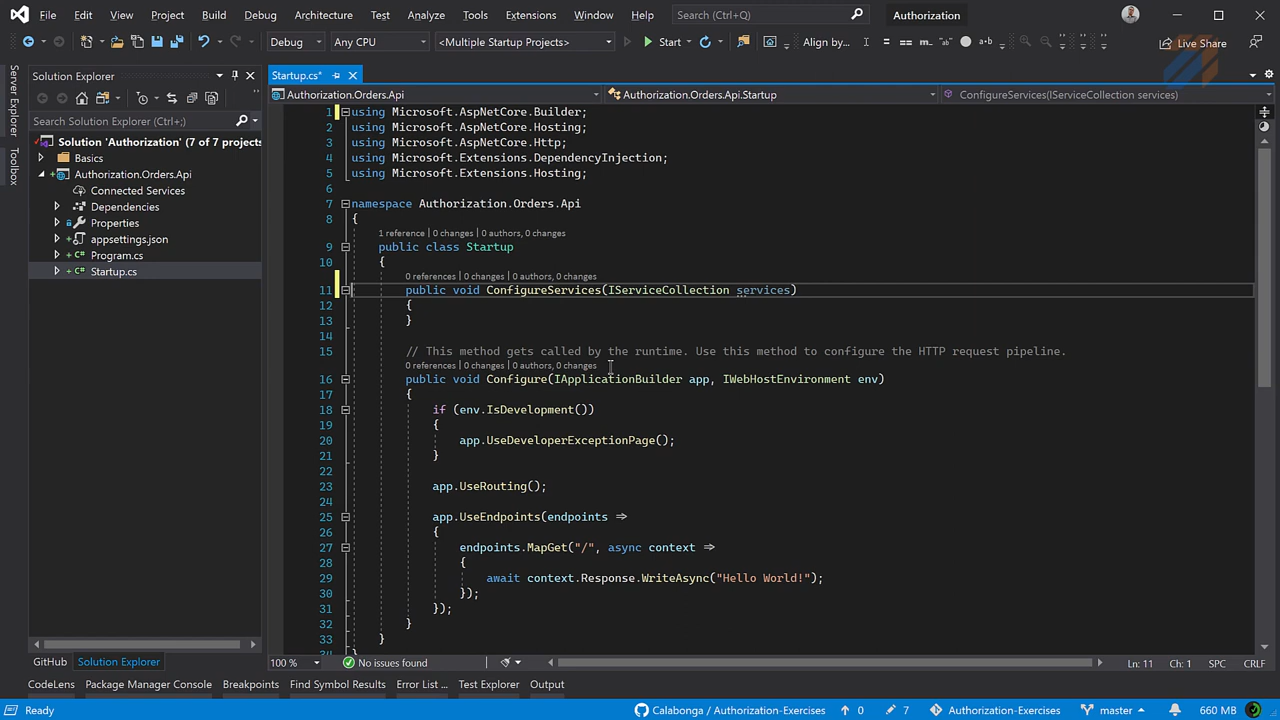 File Edit View Project Build Debug Architecture Test Analyze Tools Extensions Window Help Search (Ctrl+Q) Authorization
Debug Any CPU <Multiple Startup Projects> Start Align by... Live Share
Server Explorer
Toolbox
Solution Explorer
Search Solution Explorer (Ctrl+;)
Solution 'Authorization' (7 of 7 projects
Basics
Authorization.Orders.Api
Connected Services
Dependencies
Properties
appsettings.json
Program.cs
Startup.cs
GitHub Solution Explorer
Startup.cs*
Authorization.Orders.Api Authorization.Orders.Api.Startup ConfigureServices(IServiceCollection services)
1 using Microsoft.AspNetCore.Builder;
2 using Microsoft.AspNetCore.Hosting;
3 using Microsoft.AspNetCore.Http;
4 using Microsoft.Extensions.DependencyInjection;
5 using Microsoft.Extensions.Hosting;
6
7 namespace Authorization.Orders.Api
8 {
1 reference | 0 changes | 0 authors, 0 changes
9 public class Startup
10 {
0 references | 0 changes | 0 authors, 0 changes
11 public void ConfigureServices(IServiceCollection services)
12 {
13 }
14
15 // This method gets called by the runtime. Use this method to configure the HTTP request pipeline.
0 references | 0 changes | 0 authors, 0 changes
16 public void Configure(IApplicationBuilder app, IWebHostEnvironment env)
17 {
18 if (env.IsDevelopment())
19 {
20 app.UseDeveloperExceptionPage();
21 }
22
23 app.UseRouting();
24
25 app.UseEndpoints(endpoints =>
26 {
27 endpoints.MapGet("/", async context =>
28 {
29 await context.Response.WriteAsync("Hello World!");
30 });
31 });
32 }
33 }
100 % No issues found Ln: 11 Ch: 1 SPC CRLF
CodeLens Package Manager Console Breakpoints Find Symbol Results Error List ... Test Explorer Output
Ready Calabonga / Authorization-Exercises 0 7 Authorization-Exercises master 660 MB